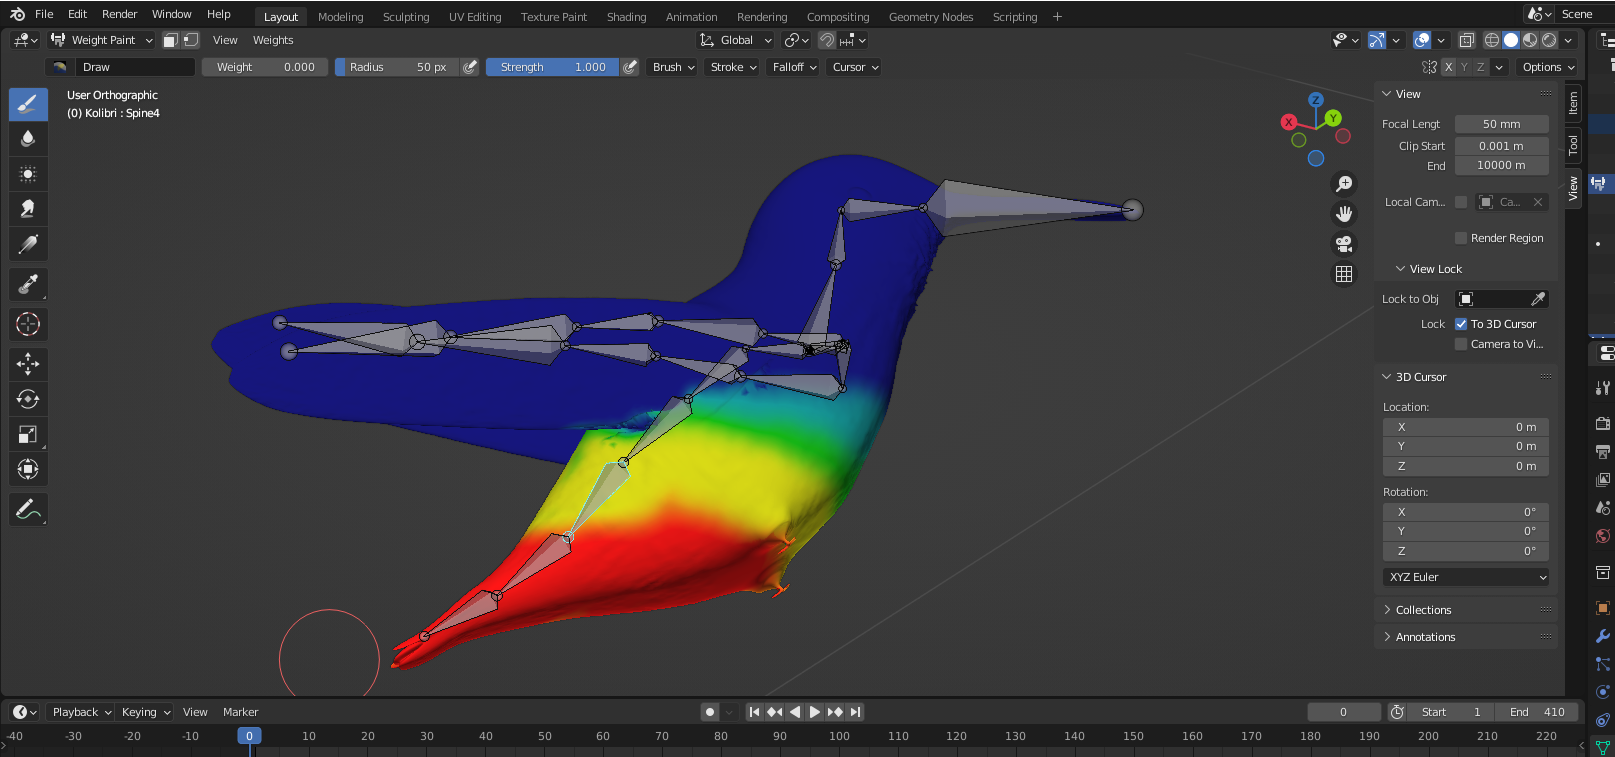 File Edit Render Window Help Layout Modeling Sculpting UV Editing Texture Paint Shading Animation Rendering Compositing Geometry Nodes Scripting + Scene
Weight Paint View Weights Global
Draw Weight 0.000 Radius 50 px Strength 1.000 Brush Stroke Falloff Cursor X Y Z Options
User Orthographic
(0) Kolibri : Spine4
Z
Y
X
View
Focal Lengt 50 mm
Clip Start 0.001 m
End 10000 m
Local Cam... Ca...
Render Region
View Lock
Lock to Obj
Lock To 3D Cursor
Camera to Vi...
3D Cursor
Location:
X 0 m
Y 0 m
Z 0 m
Rotation:
X 0°
Y 0°
Z 0°
XYZ Euler
Collections
Annotations
Item
Tool
View
Playback Keying View Marker 0 Start 1 End 410
-40 -30 -20 -10 0 10 20 30 40 50 60 70 80 90 100 110 120 130 140 150 160 170 180 190 200 210 220